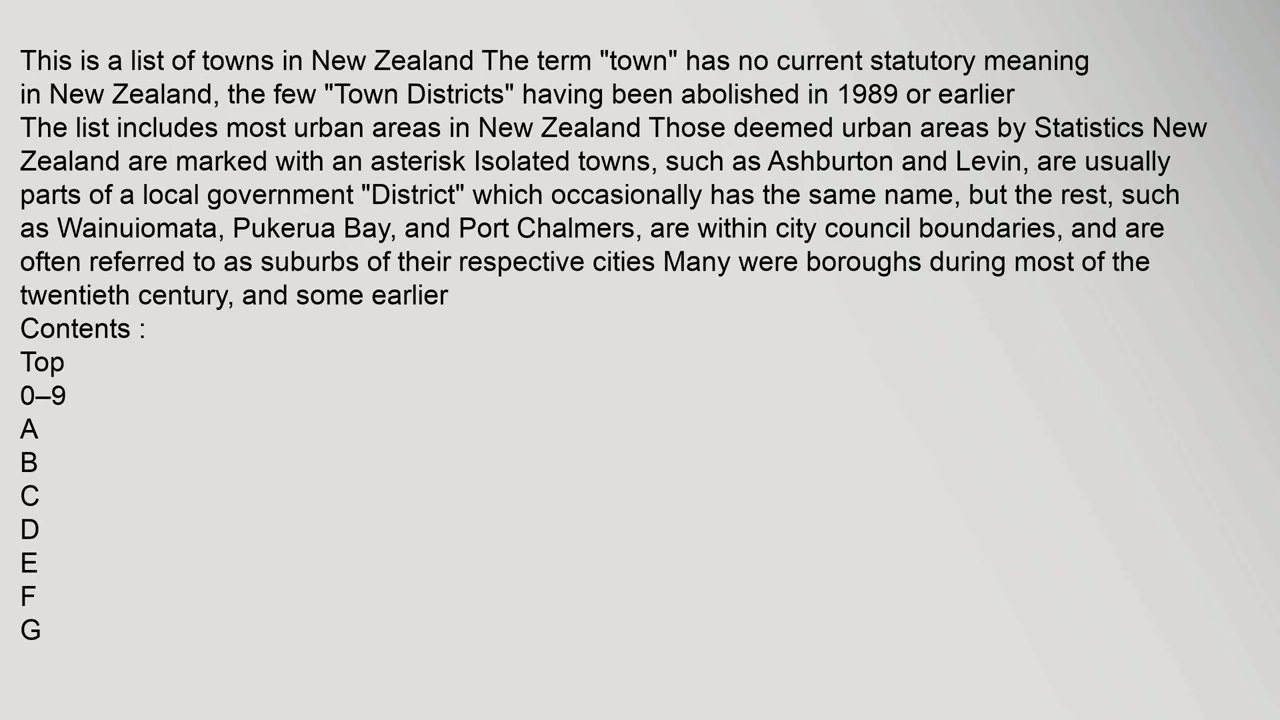 This is a list of towns in New Zealand The term "town" has no current statutory meaning
in New Zealand, the few "Town Districts" having been abolished in 1989 or earlier
The list includes most urban areas in New Zealand Those deemed urban areas by Statistics New
Zealand are marked with an asterisk Isolated towns, such as Ashburton and Levin, are usually
parts of a local government "District" which occasionally has the same name, but the rest, such
as Wainuiomata, Pukerua Bay, and Port Chalmers, are within city council boundaries, and are
often referred to as suburbs of their respective cities Many were boroughs during most of the
twentieth century, and some earlier
Contents :
Top
0–9
A
B
C
D
E
F
G